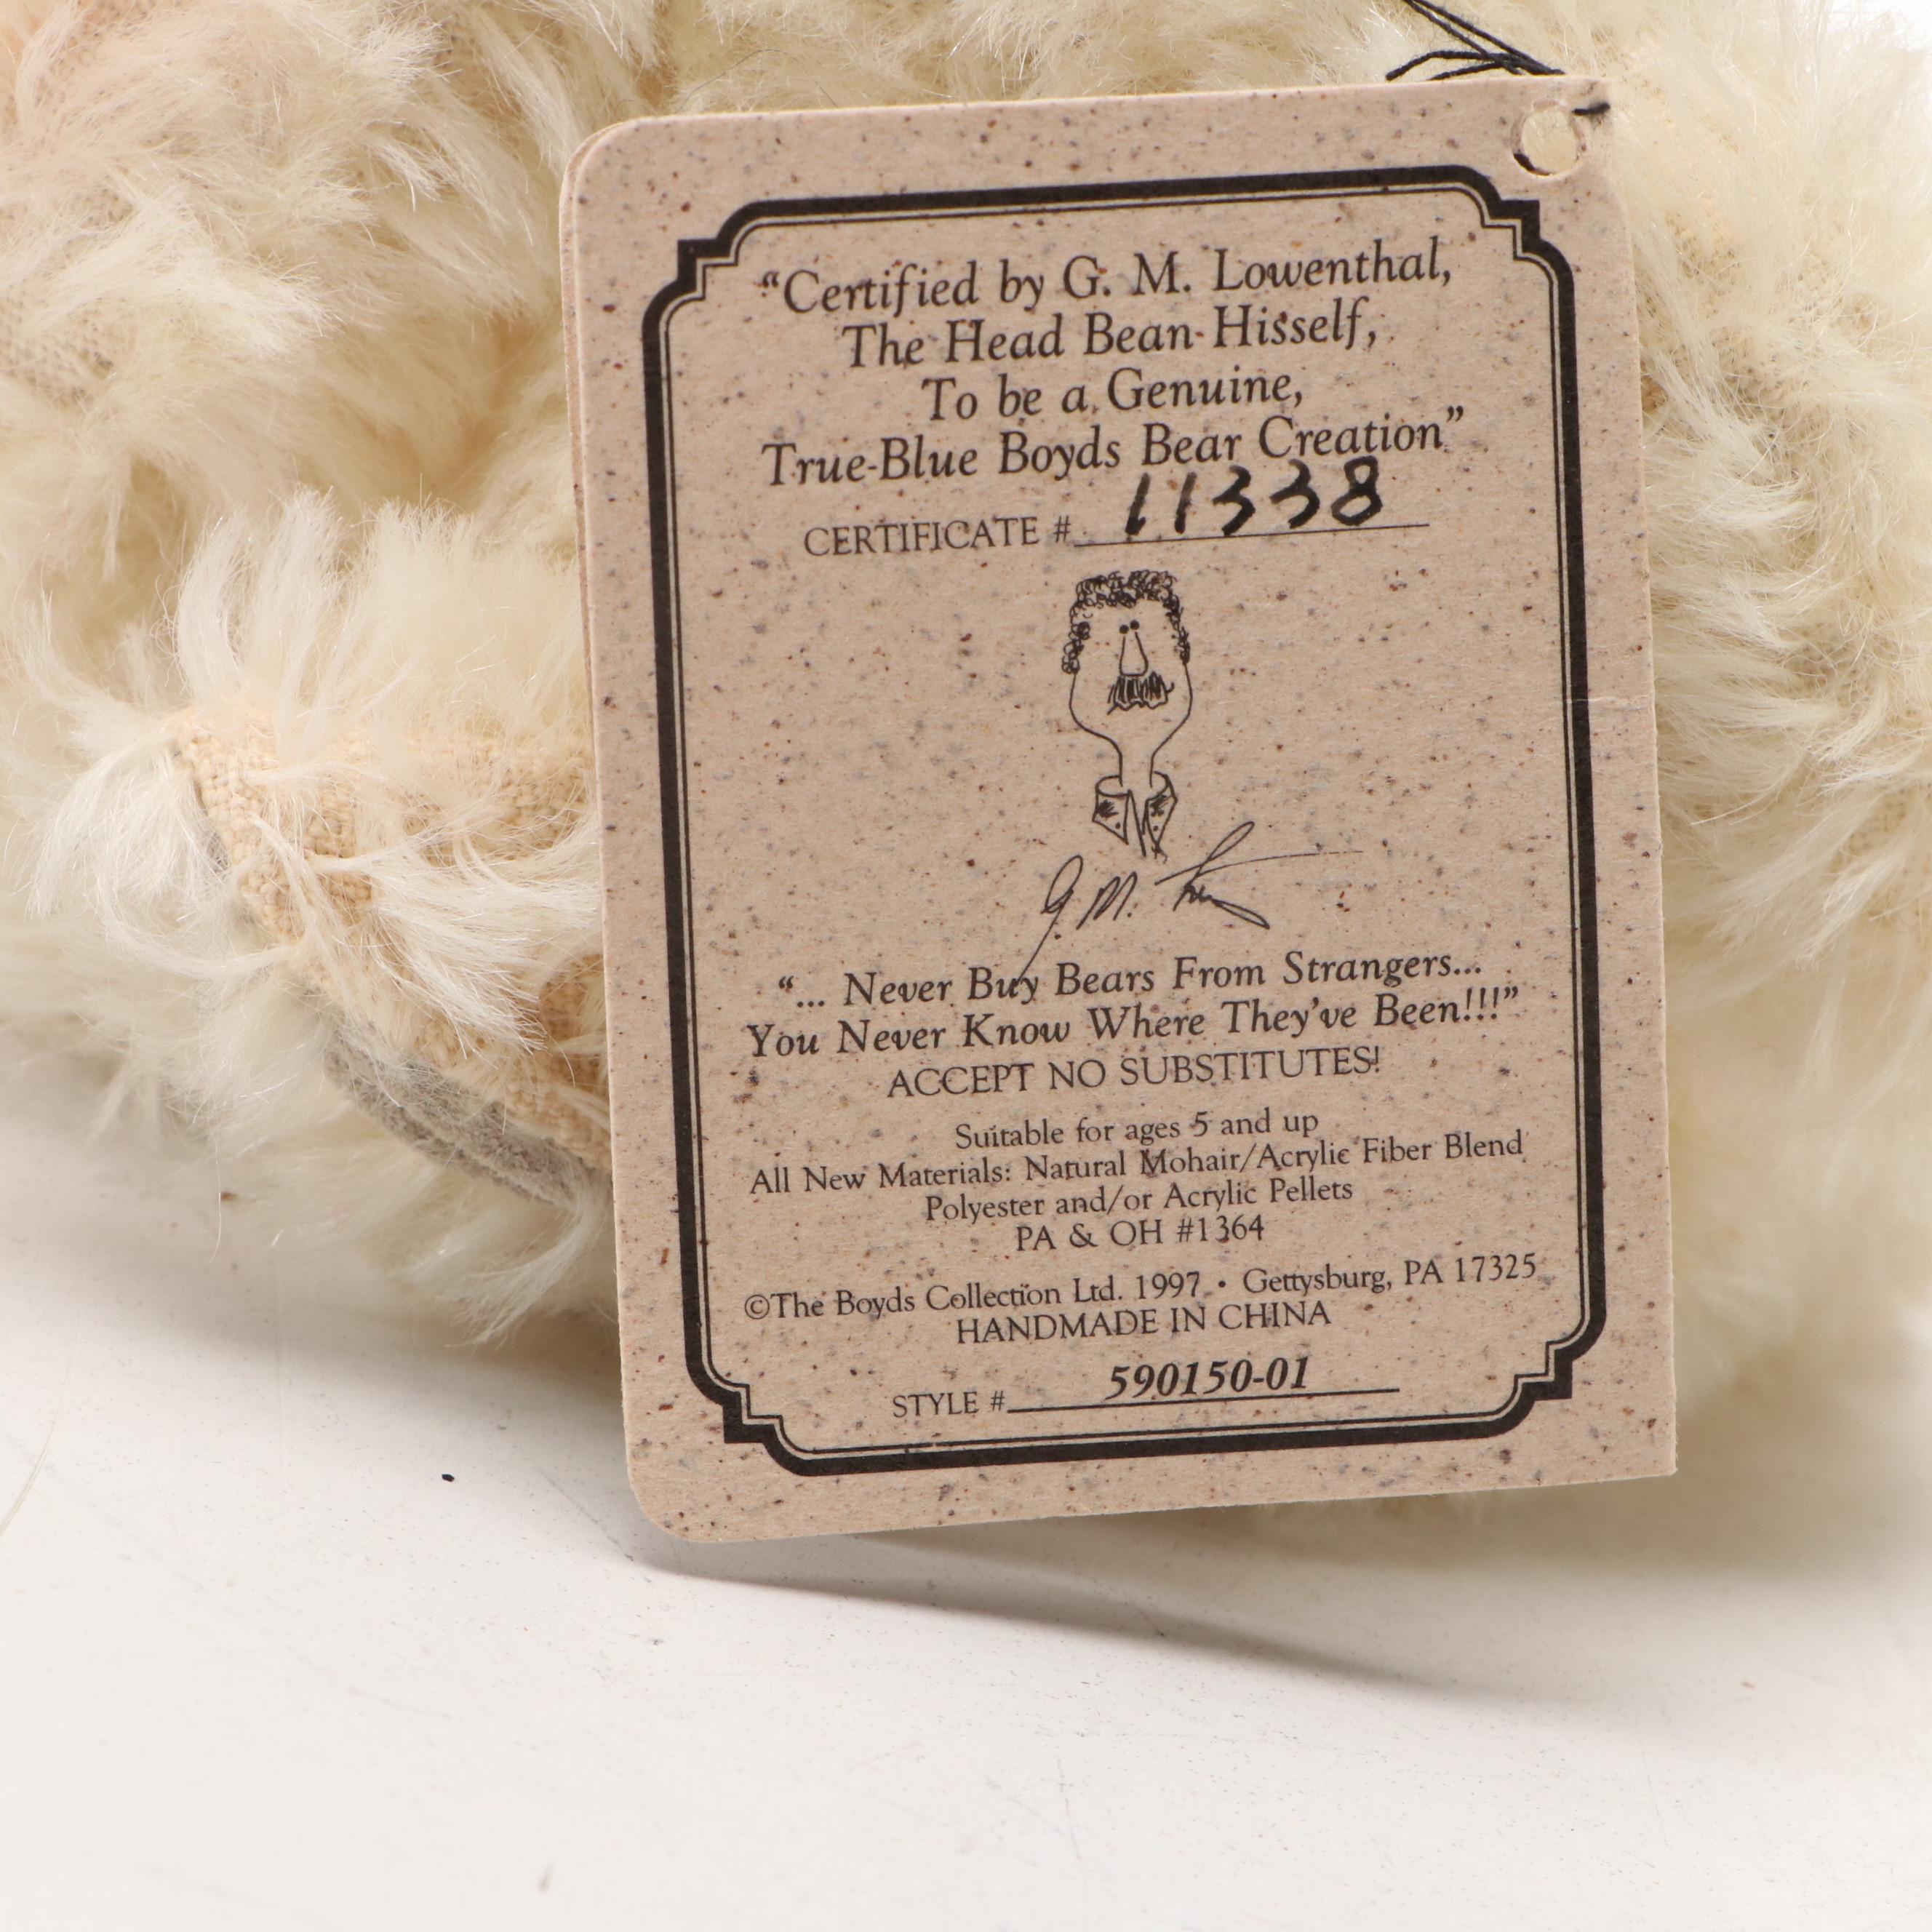 “Certified by G. M. Lowenthal,
The Head Bean Hisself,
To be a Genuine,
True-Blue Boyds Bear Creation”
CERTIFICATE # 11338
G. M.
“... Never Buy Bears From Strangers...
You Never Know Where They’ve Been!!!”
ACCEPT NO SUBSTITUTES!
Suitable for ages 5 and up
All New Materials: Natural Mohair/Acrylic Fiber Blend
Polyester and/or Acrylic Pellets
PA & OH #1364
©The Boyds Collection Ltd. 1997 • Gettysburg, PA 17325
HANDMADE IN CHINA
STYLE # 590150-01